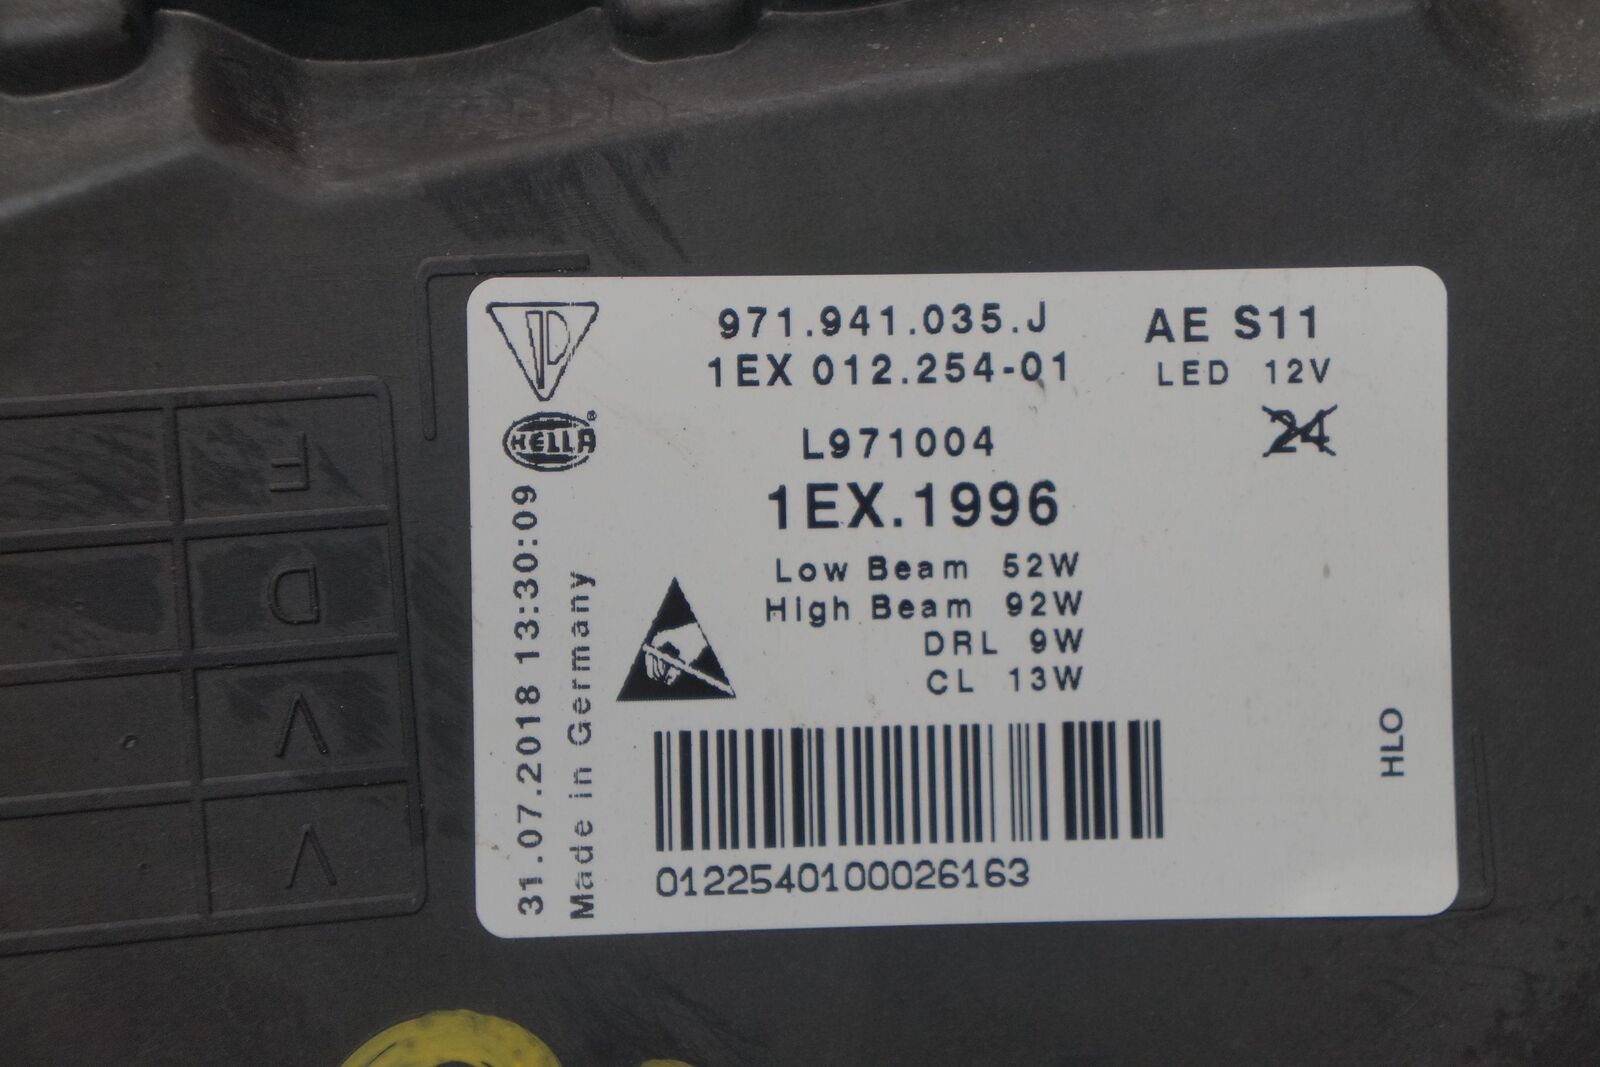 971.941.035.J
1EX 012.254-01
AE S11
LED 12V
24
HELLA®
L971004
1EX.1996
Low Beam 52W
High Beam 92W
DRL 9W
CL 13W
31.07.2018 13:30:09
Made in Germany
HLO
0122540100026163
F
D
V
V